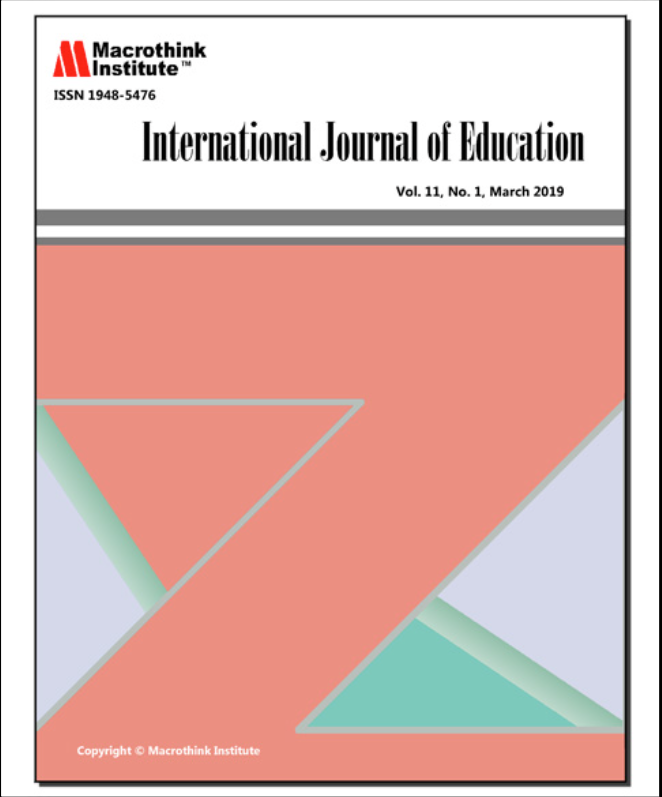 Macrothink
Institute™
ISSN 1948-5476
International Journal of Education
Vol. 11, No. 1, March 2019
Copyright © Macrothink Institute